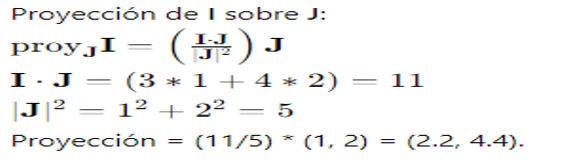 Proyección de I sobre J:
proy_J I = (I·J / |J|²) J
I · J = (3 * 1 + 4 * 2) = 11
|J|² = 1² + 2² = 5
Proyección = (11/5) * (1, 2) = (2.2, 4.4).